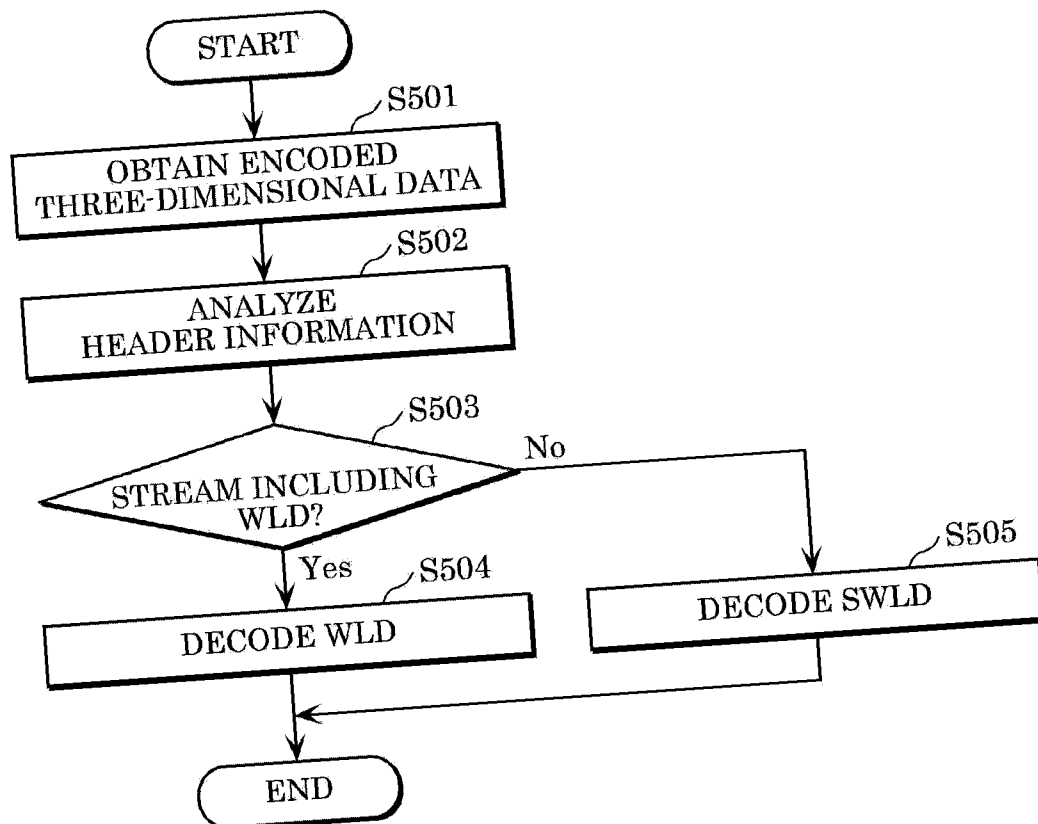 START
S501
OBTAIN ENCODED
THREE-DIMENSIONAL DATA
S502
ANALYZE
HEADER INFORMATION
S503
STREAM INCLUDING
WLD?
No
Yes
S504
DECODE WLD
S505
DECODE SWLD
END